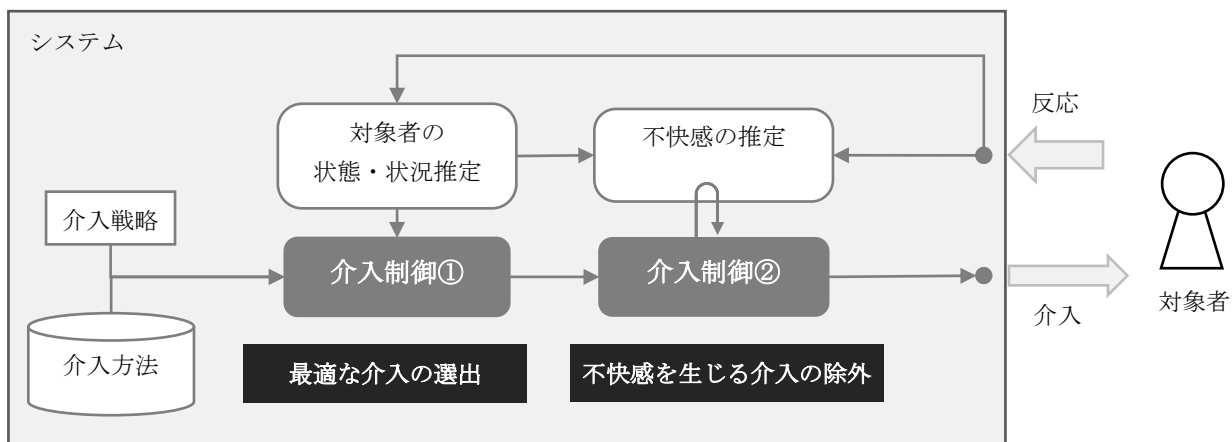 システム
反応
対象者の
状態・状況推定
不快感の推定
介入戦略
介入制御①
介入制御②
対象者
介入
介入方法
最適な介入の選出
不快感を生じる介入の除外